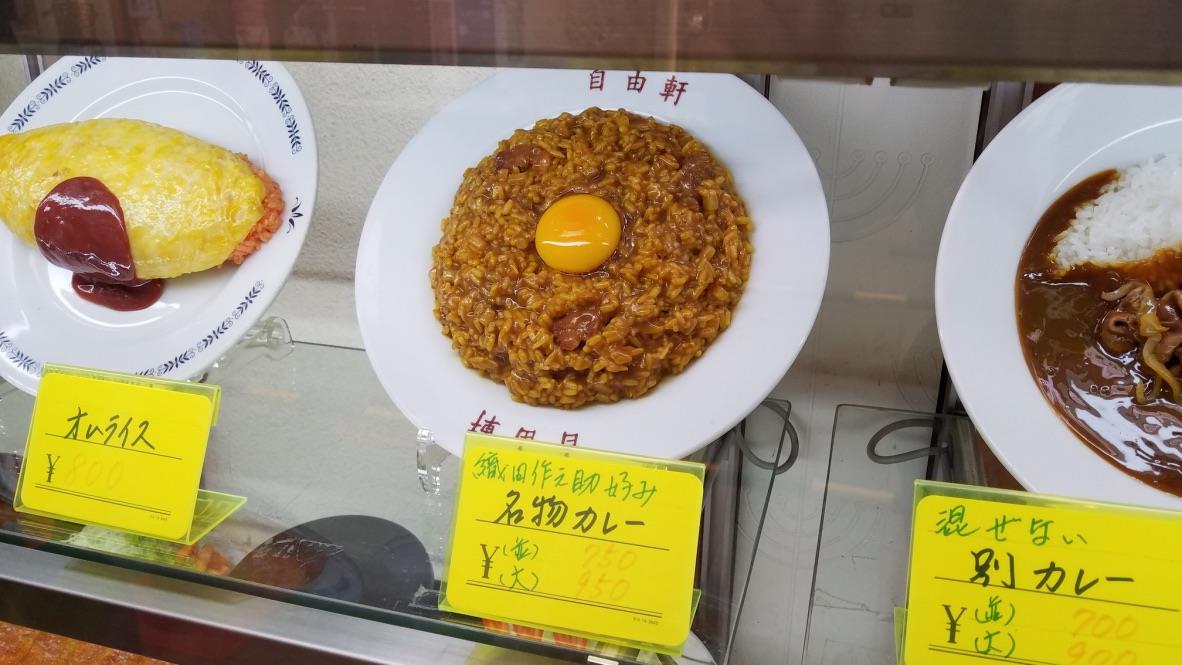 自由軒
オムライス
¥ 800
織田作之助好み
名物カレー
¥ (並) 750
(大) 950
混ぜない
別カレー
¥ (並) 700
(大) 900